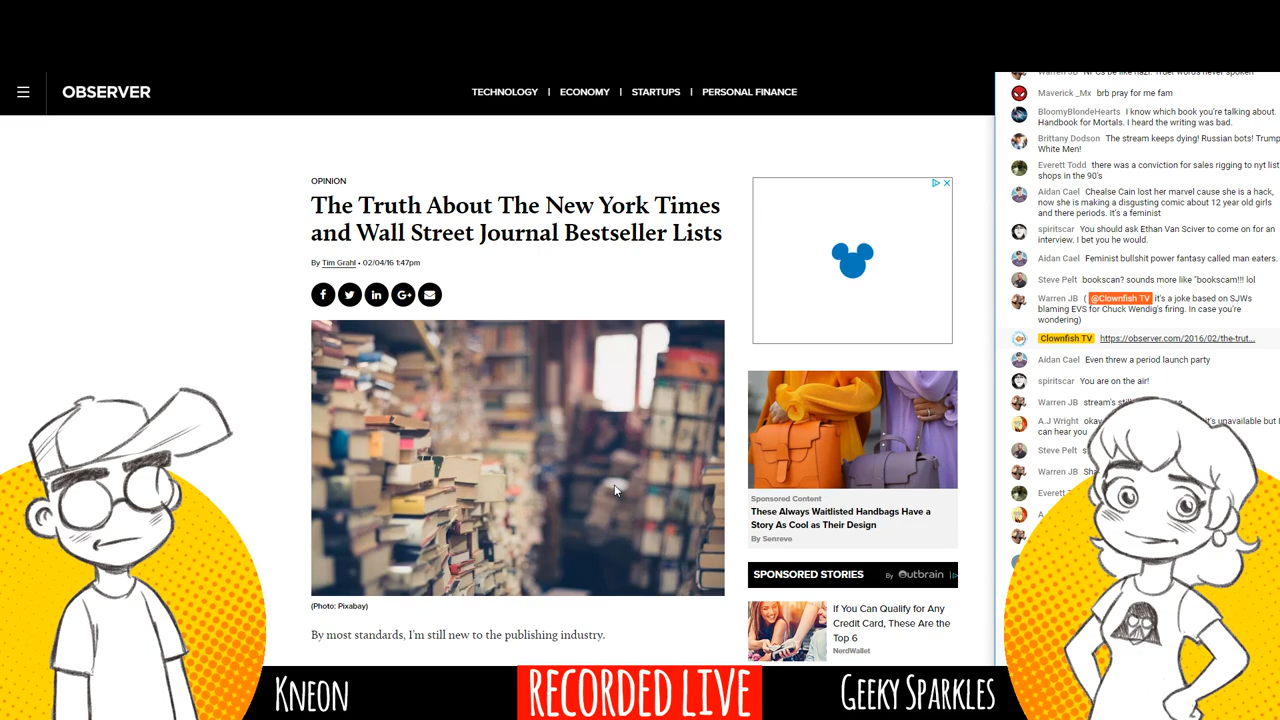 OBSERVER
TECHNOLOGY | ECONOMY | STARTUPS | PERSONAL FINANCE
OPINION
The Truth About The New York Times
and Wall Street Journal Bestseller Lists
By Tim Grahl • 02/04/16 1:47pm
(Photo: Pixabay)
By most standards, I'm still new to the publishing industry.
Sponsored Content
These Always Waitlisted Handbags Have a
Story As Cool as Their Design
By Senreve
SPONSORED STORIES By Outbrain
If You Can Qualify for Any
Credit Card, These Are the
Top 6
NerdWallet
Maverick _Mx brb pray for me fam
BloomyBlondeHearts I know which book you're talking about.
Handbook for Mortals. I heard the writing was bad.
Brittany Dodson The stream keeps dying! Russian bots! Trump
White Men!
Everett Todd there was a conviction for sales rigging to nyt list
shops in the 90's
Aidan Cael Chealse Cain lost her marvel cause she is a hack,
now she is making a disgusting comic about 12 year old girls
and there periods. It's a feminist
spiritscar You should ask Ethan Van Sciver to come on for an
interview. I bet you he would.
Aidan Cael Feminist bullshit power fantasy called man eaters.
Steve Pelt bookscan? sounds more like "bookscam!!! lol
Warren JB ( @Clownfish TV it's a joke based on SJWs
blaming EVS for Chuck Wendig's firing. In case you're
wondering)
Clownfish TV https://observer.com/2016/02/the-trut...
Aidan Cael Even threw a period launch party
spiritscar You are on the air!
Warren JB stream's
A.J Wright okay it's unavailable but I
can hear you
Steve Pelt
Warren JB
Everett
KNEON
RECORDED LIVE
GEEKY SPARKLES